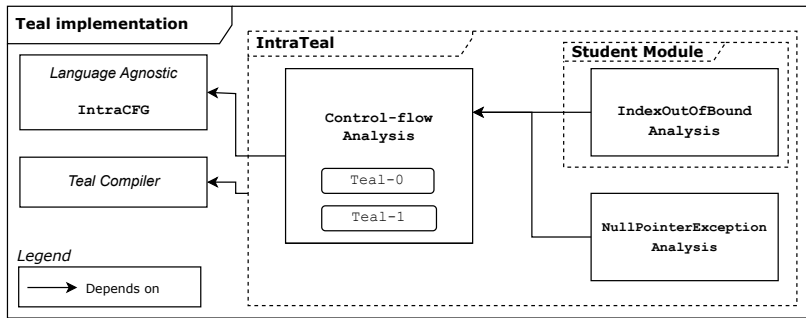 Teal implementation
IntraTeal
Student Module
Language Agnostic
IntraCFG
Control-flow
Analysis
IndexOutOfBound
Analysis
Teal Compiler
Teal-0
Teal-1
NullPointerException
Analysis
Legend
Depends on